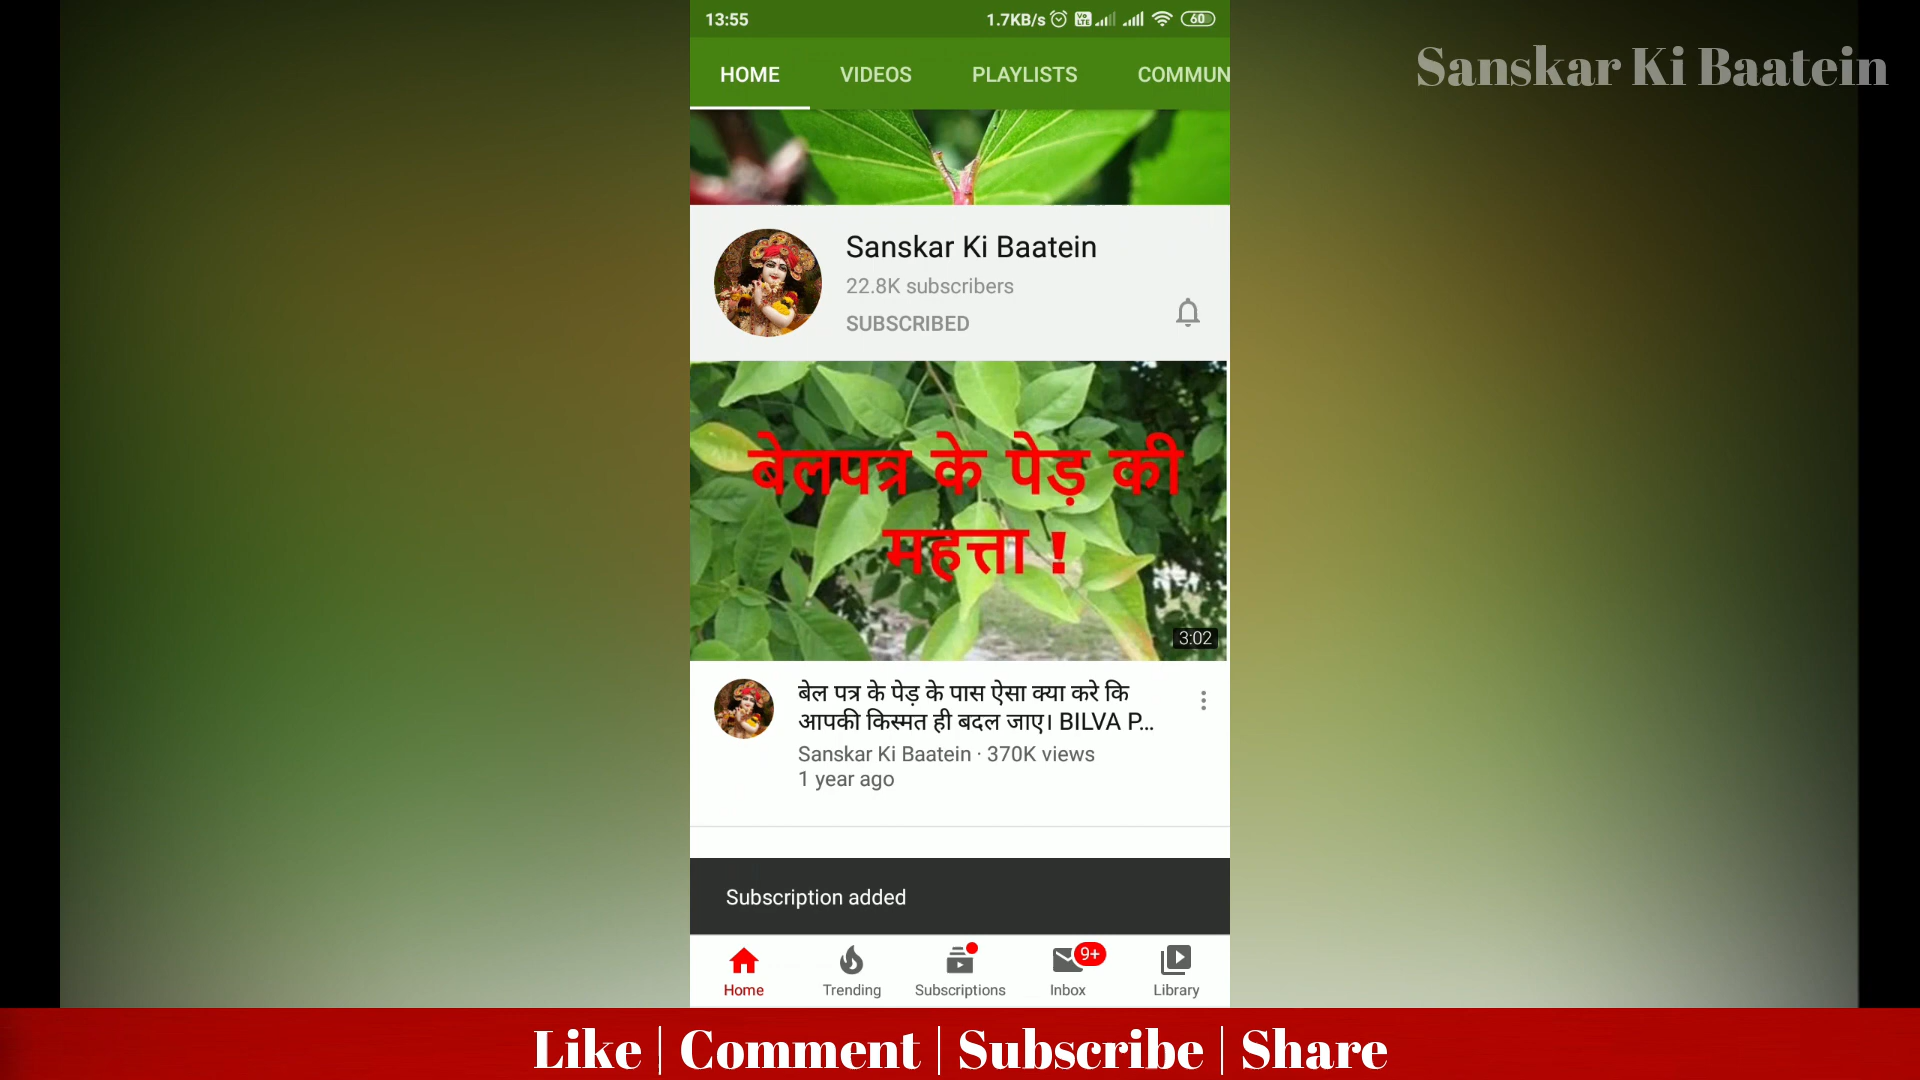 13:55
1.7KB/s
Vo
LTE
60
Sanskar Ki Baatein
HOME
VIDEOS
PLAYLISTS
COMMUN
Sanskar Ki Baatein
22.8K subscribers
SUBSCRIBED
बेलपत्र के पेड़ की
महत्ता !
3:02
बेल पत्र के पेड़ के पास ऐसा क्या करे कि
आपकी किस्मत ही बदल जाए। BILVA P...
Sanskar Ki Baatein · 370K views
1 year ago
Subscription added
9+
Home
Trending
Subscriptions
Inbox
Library
Like | Comment | Subscribe | Share